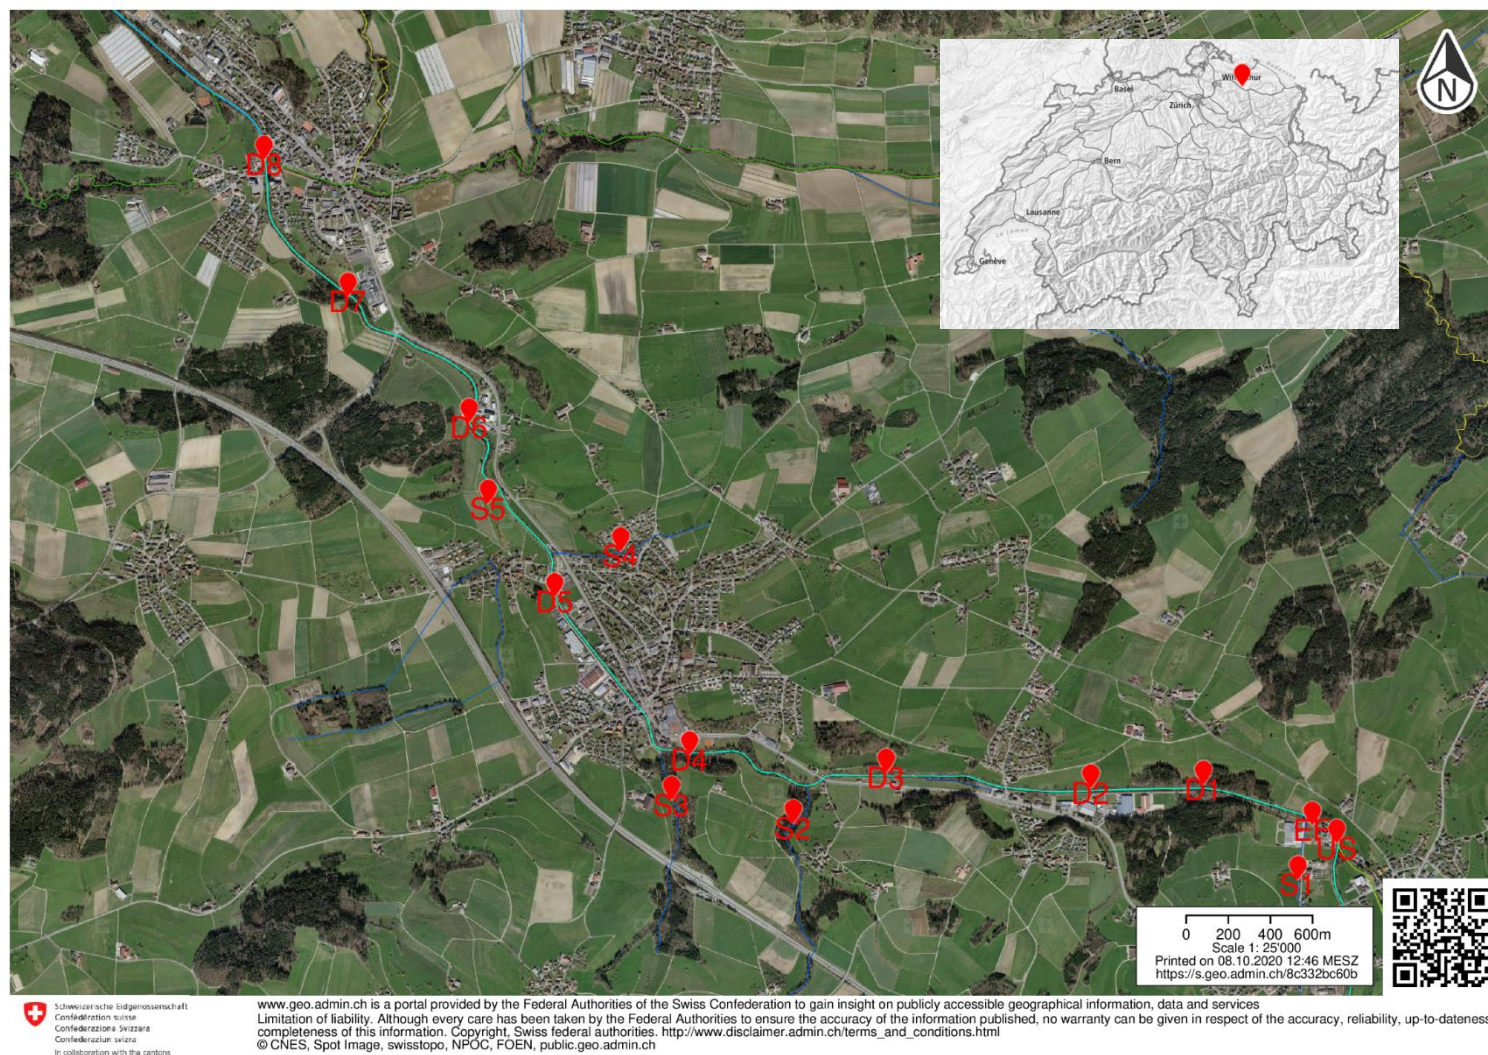 N
Basel
Zürich
Bern
Lausanne
Le Léman
Genève
D8
D7
D6
S5
S4
D5
D4
S3
D3
S2
D2
D1
US
S1
0 200 400 600m
Scale 1: 25'000
Printed on 08.10.2020 12:46 MESZ
https://s.geo.admin.ch/8c332bc60b
Schweizerische Eidgenossenschaft
Confédération suisse
Confederazione Svizzera
Confederaziun svizra
In collaboration with the cantons
www.geo.admin.ch is a portal provided by the Federal Authorities of the Swiss Confederation to gain insight on publicly accessible geographical information, data and services
Limitation of liability. Although every care has been taken by the Federal Authorities to ensure the accuracy of the information published, no warranty can be given in respect of the accuracy, reliability, up-to-dateness
completeness of this information. Copyright, Swiss federal authorities. http://www.disclaimer.admin.ch/terms_and_conditions.html
© CNES, Spot Image, swisstopo, NPOC, FOEN, public.geo.admin.ch